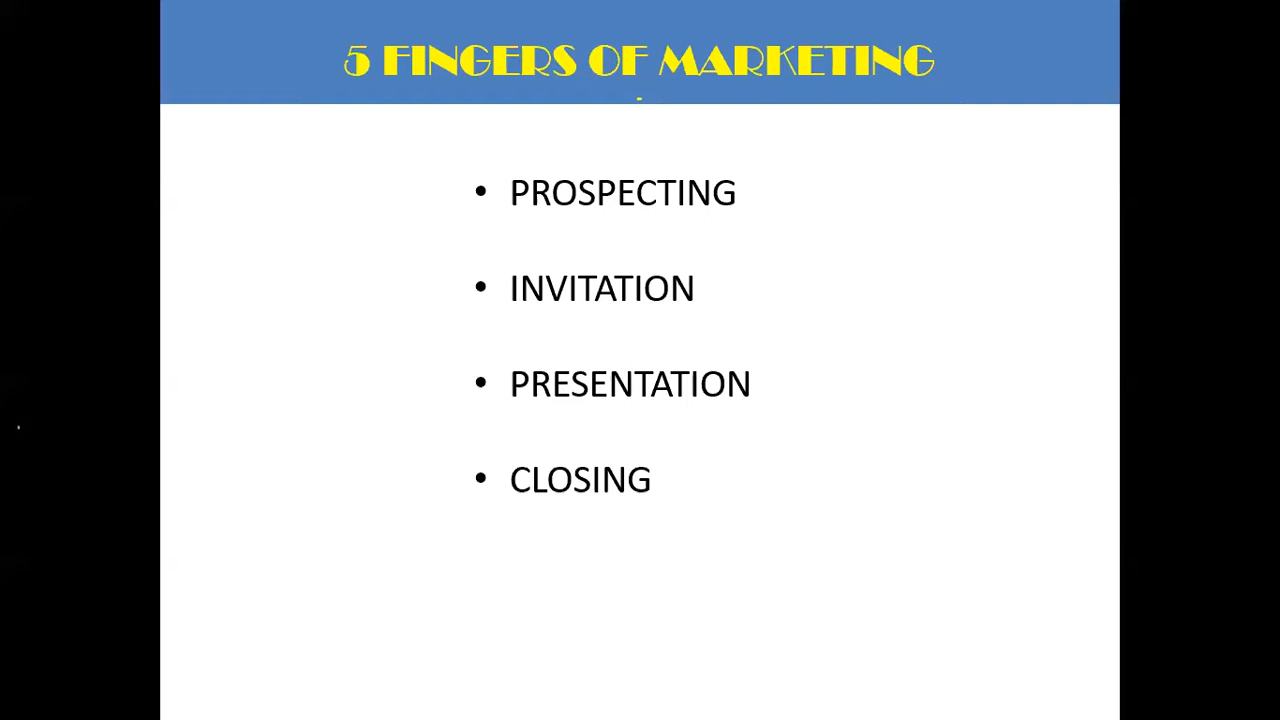 5 FINGERS OF MARKETING
• PROSPECTING
• INVITATION
• PRESENTATION
• CLOSING